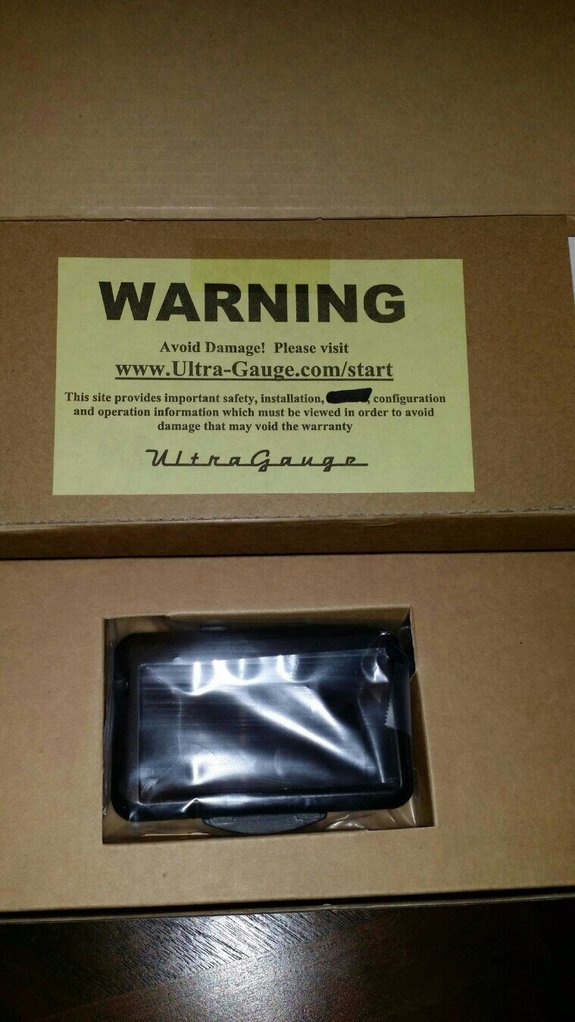 WARNING
Avoid Damage! Please visit
www.Ultra-Gauge.com/start
This site provides important safety, installation, , configuration
and operation information which must be viewed in order to avoid
damage that may void the warranty
UltraGauge